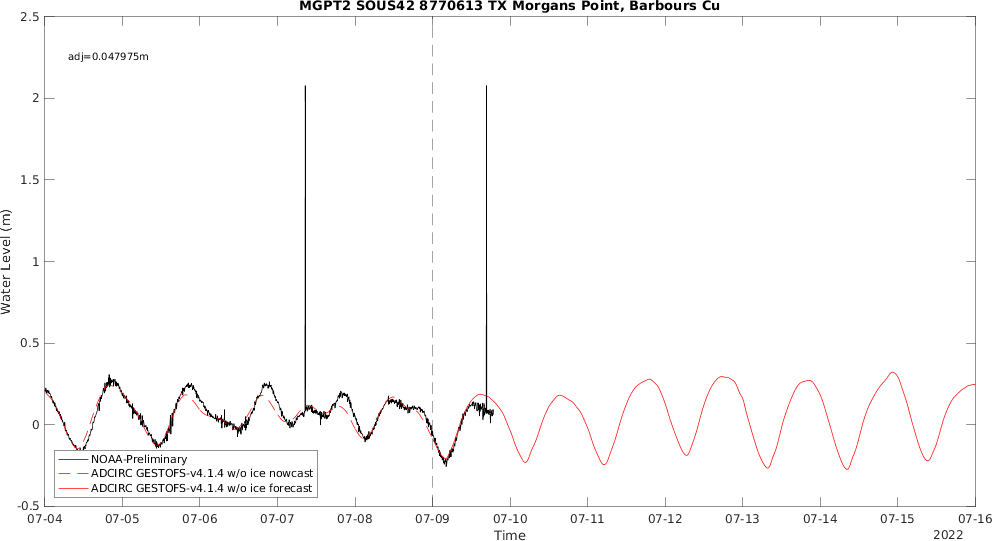 MGPT2 SOUS42 8770613 TX Morgans Point, Barbours Cu
adj=0.047975m
2.5
2
1.5
1
0.5
0
-0.5
Water Level (m)
NOAA-Preliminary
ADCIRC GESTOFS-v4.1.4 w/o ice nowcast
ADCIRC GESTOFS-v4.1.4 w/o ice forecast
07-04 07-05 07-06 07-07 07-08 07-09 07-10 07-11 07-12 07-13 07-14 07-15 07-16
Time
2022